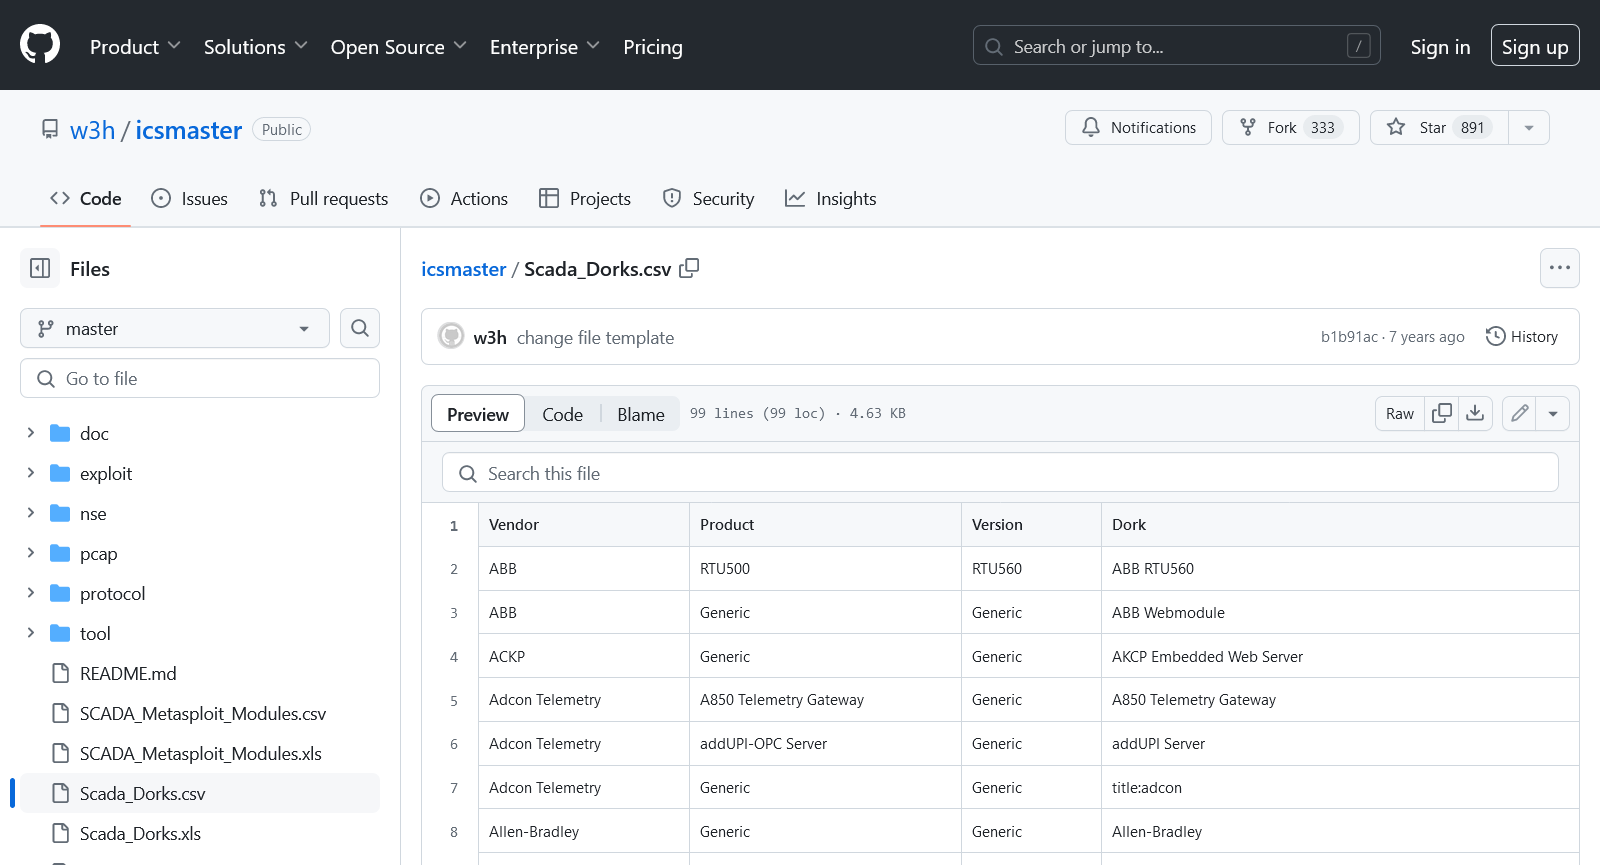 Product Solutions Open Source Enterprise Pricing Search or jump to... / Sign in Sign up
w3h / icsmaster Public Notifications Fork 333 Star 891
Code Issues Pull requests Actions Projects Security Insights
Files
master
Go to file
doc
exploit
nse
pcap
protocol
tool
README.md
SCADA_Metasploit_Modules.csv
SCADA_Metasploit_Modules.xls
Scada_Dorks.csv
Scada_Dorks.xls
icsmaster / Scada_Dorks.csv
w3h change file template b1b91ac · 7 years ago History
Preview Code Blame 99 lines (99 loc) · 4.63 KB Raw
Search this file
1 Vendor Product Version Dork
2 ABB RTU500 RTU560 ABB RTU560
3 ABB Generic Generic ABB Webmodule
4 ACKP Generic Generic AKCP Embedded Web Server
5 Adcon Telemetry A850 Telemetry Gateway Generic A850 Telemetry Gateway
6 Adcon Telemetry addUPI-OPC Server Generic addUPI Server
7 Adcon Telemetry Generic Generic title:adcon
8 Allen-Bradley Generic Generic Allen-Bradley